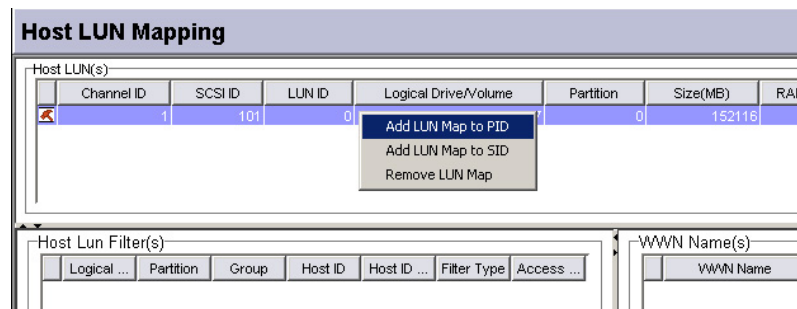 Host LUN Mapping
Host LUN(s)
Channel ID SCSI ID LUN ID Logical Drive/Volume Partition Size(MB) RAI
1 101 0 7 0 152116
Add LUN Map to PID
Add LUN Map to SID
Remove LUN Map
Host Lun Filter(s)
Logical ... Partition Group Host ID Host ID ... Filter Type Access ...
WWN Name(s)
WWN Name